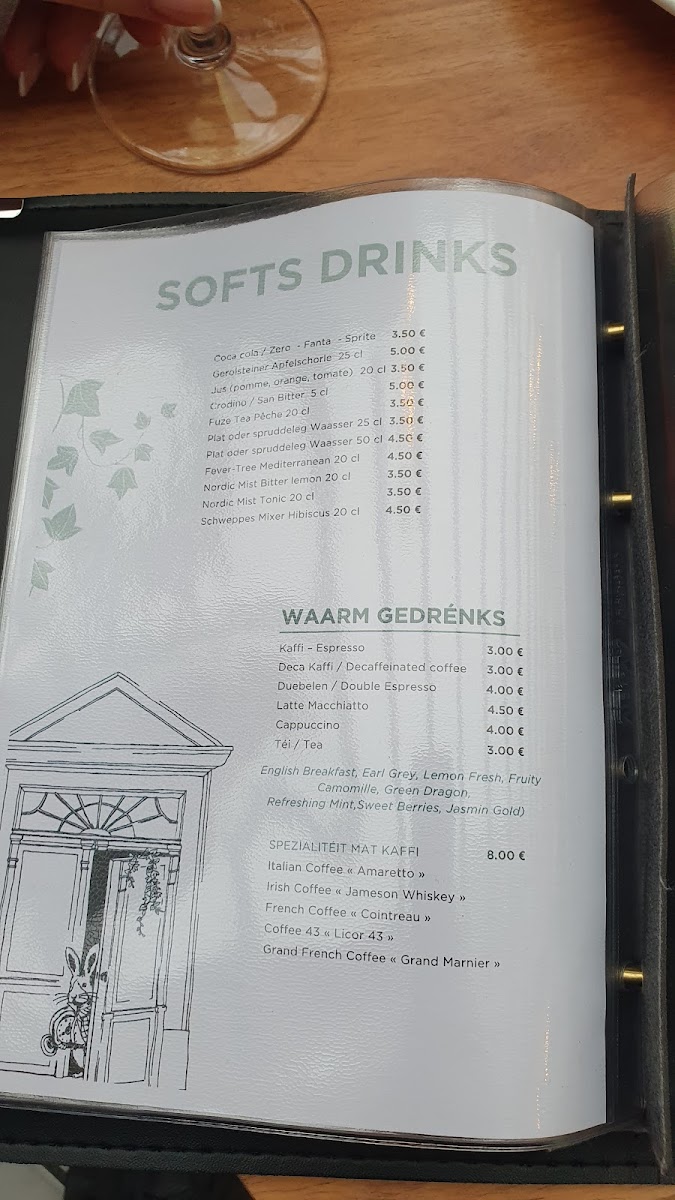 SOFTS DRINKS
Coca cola / Zero - Fanta - Sprite 3.50 €
Gerolsteiner Apfelschorle 25 cl 5.00 €
Jus (pomme, orange, tomate) 20 cl 3.50 €
Crodino / San Bitter 5 cl 5.00 €
Fuze Tea Pêche 20 cl 3.50 €
Plat oder spruddeleg Waasser 25 cl 3.50 €
Plat oder spruddeleg Waasser 50 cl 4.50 €
Fever-Tree Mediterranean 20 cl 4.50 €
Nordic Mist Bitter lemon 20 cl 3.50 €
Nordic Mist Tonic 20 cl 3.50 €
Schweppes Mixer Hibiscus 20 cl 4.50 €
WAARM GEDRÉNKS
Kaffi – Espresso 3.00 €
Deca Kaffi / Decaffeinated coffee 3.00 €
Duebelen / Double Espresso 4.00 €
Latte Macchiatto 4.50 €
Cappuccino 4.00 €
Téi / Tea 3.00 €
English Breakfast, Earl Grey, Lemon Fresh, Fruity
Camomille, Green Dragon,
Refreshing Mint,Sweet Berries, Jasmin Gold)
SPEZIALITÉIT MAT KAFFI 8.00 €
Italian Coffee « Amaretto »
Irish Coffee « Jameson Whiskey »
French Coffee « Cointreau »
Coffee 43 « Licor 43 »
Grand French Coffee « Grand Marnier »